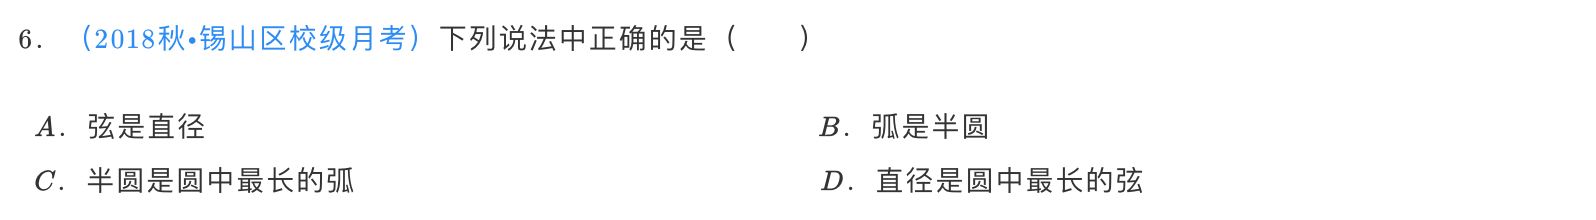 6. （2018秋•锡山区校级月考）下列说法中正确的是（　　）
A. 弦是直径
B. 弧是半圆
C. 半圆是圆中最长的弧
D. 直径是圆中最长的弦